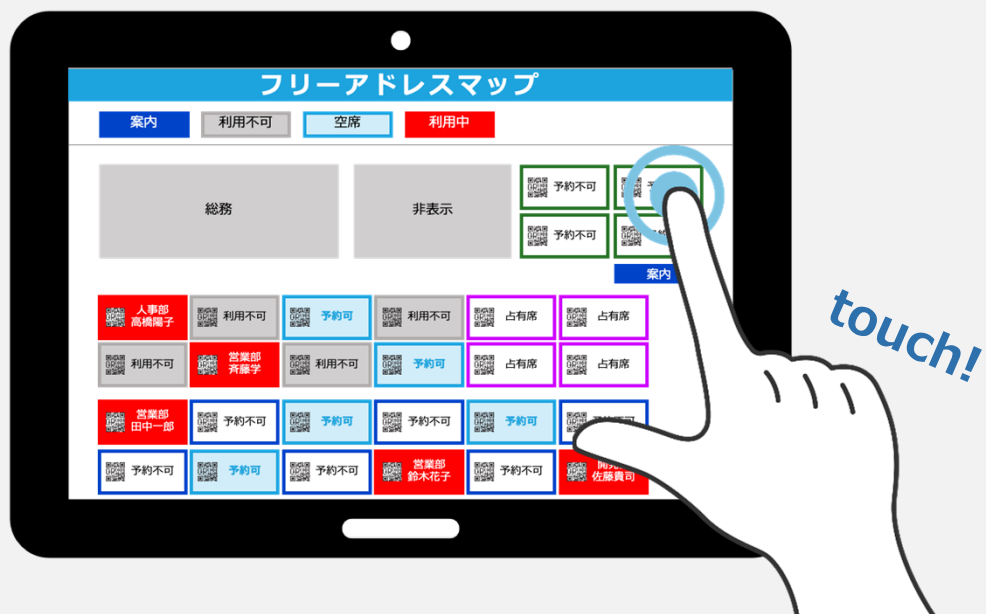 フリーアドレスマップ
案内
利用不可
空席
利用中
総務
非表示
予約不可
予約不可
案内
人事部
高橋陽子
利用不可
予約可
利用不可
占有席
占有席
利用不可
営業部
斉藤学
利用不可
予約可
占有席
占有席
営業部
田中一郎
予約不可
予約可
予約不可
予約可
予約不可
予約可
予約不可
営業部
鈴木花子
予約不可
佐藤貴司
touch!